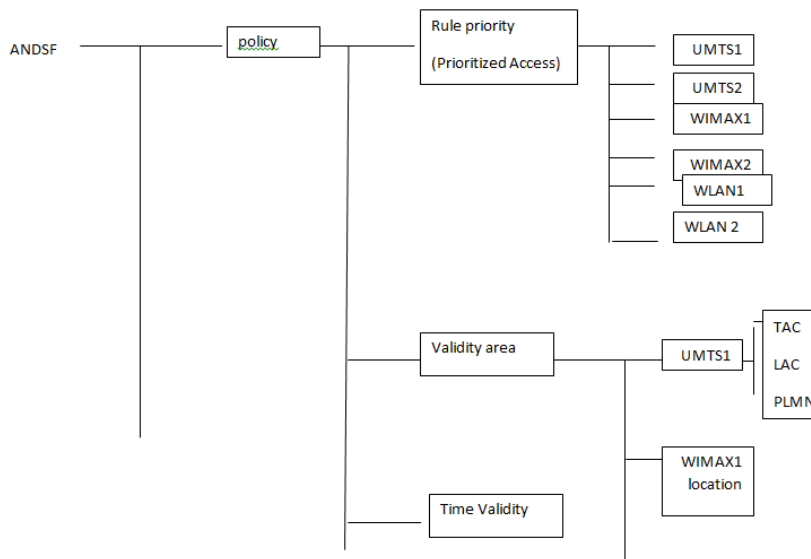 ANDSF
policy
Rule priority
(Prioritized Access)
UMTS1
UMTS2
WIMAX1
WIMAX2
WLAN1
WLAN 2
Validity area
UMTS1
TAC
LAC
PLMN
WIMAX1
location
Time Validity